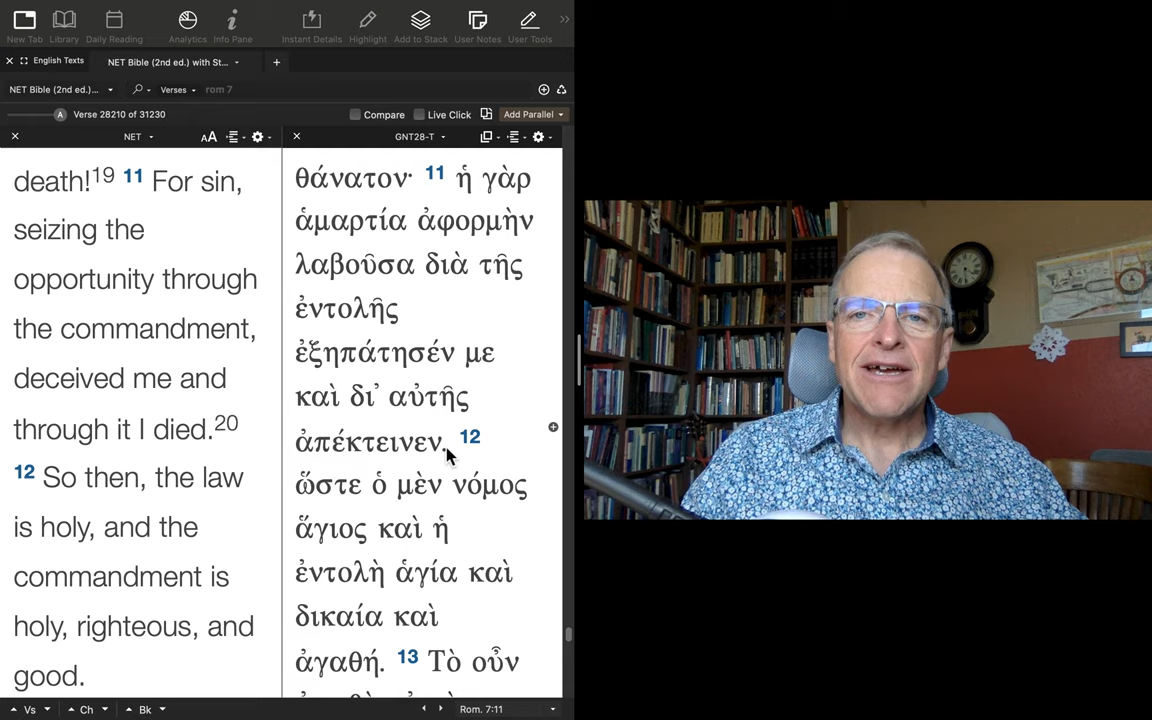 New Tab Library Daily Reading Analytics Info Pane Instant Details Highlight Add to Stack User Notes User Tools
English Texts NET Bible (2nd ed.) with St...
NET Bible (2nd ed.)... Verses rom 7
A Verse 28210 of 31230 Compare Live Click Add Parallel
NET AA
death!19 11 For sin,
seizing the
opportunity through
the commandment,
deceived me and
through it I died.20
12 So then, the law
is holy, and the
commandment is
holy, righteous, and
good.
GNT28-T
θάνατον· 11 ἡ γὰρ
ἁμαρτία ἀφορμὴν
λαβοῦσα διὰ τῆς
ἐντολῆς
ἐξηπάτησέν με
καὶ δι᾽ αὐτῆς
ἀπέκτεινεν. 12
ὥστε ὁ μὲν νόμος
ἅγιος καὶ ἡ
ἐντολὴ ἁγία καὶ
δικαία καὶ
ἀγαθή. 13 Τὸ οὖν
Vs Ch Bk Rom. 7:11